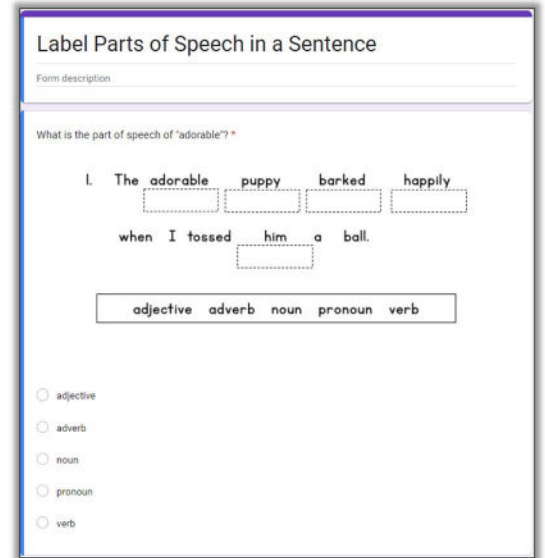 Label Parts of Speech in a Sentence
Form description
What is the part of speech of "adorable"? *
1. The adorable puppy barked happily
when I tossed him a ball.
adjective adverb noun pronoun verb
adjective
adverb
noun
pronoun
verb